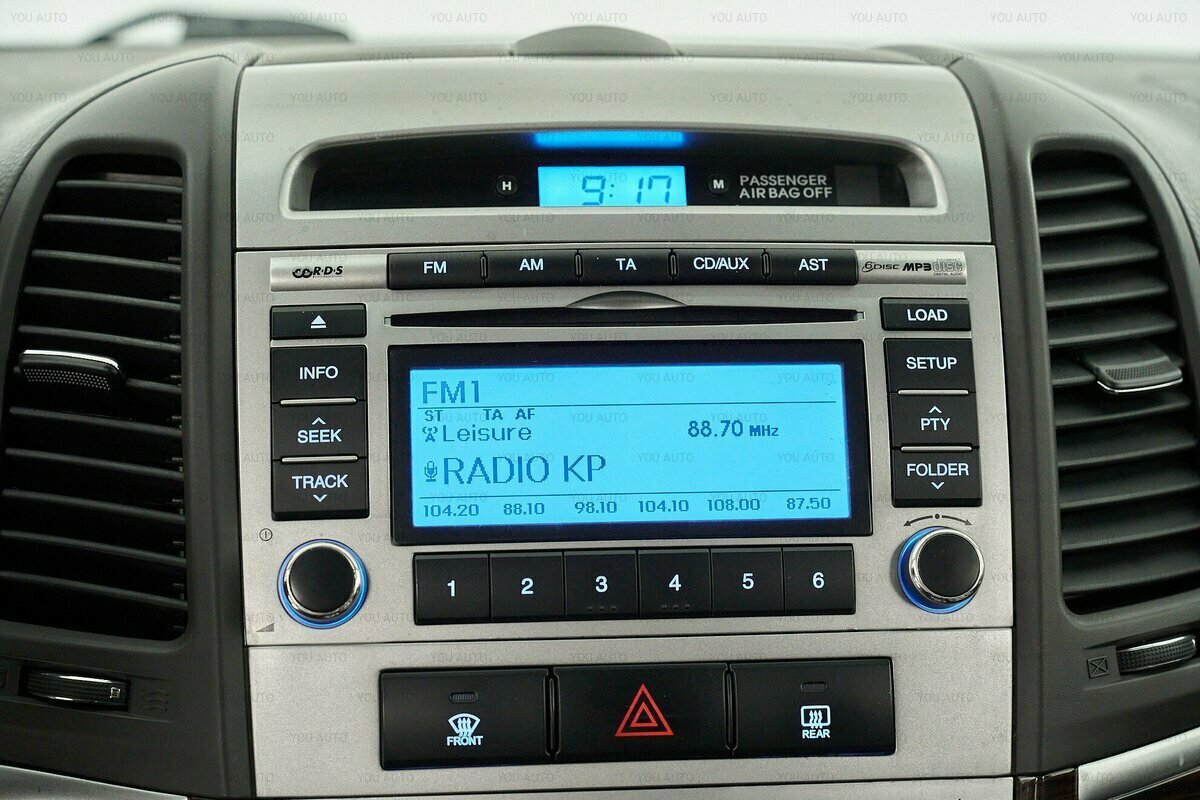 YOU AUTO
H 9:17 M PASSENGER AIR BAG OFF
R·D·S
FM AM TA CD/AUX AST
6DISC MP3 DISC
LOAD
INFO
SETUP
SEEK
PTY
TRACK
FOLDER
FM1
ST TA AF
Leisure 88.70 MHz
RADIO KP
104.20 88.10 98.10 104.10 108.00 87.50
1 2 3 4 5 6
FRONT
REAR